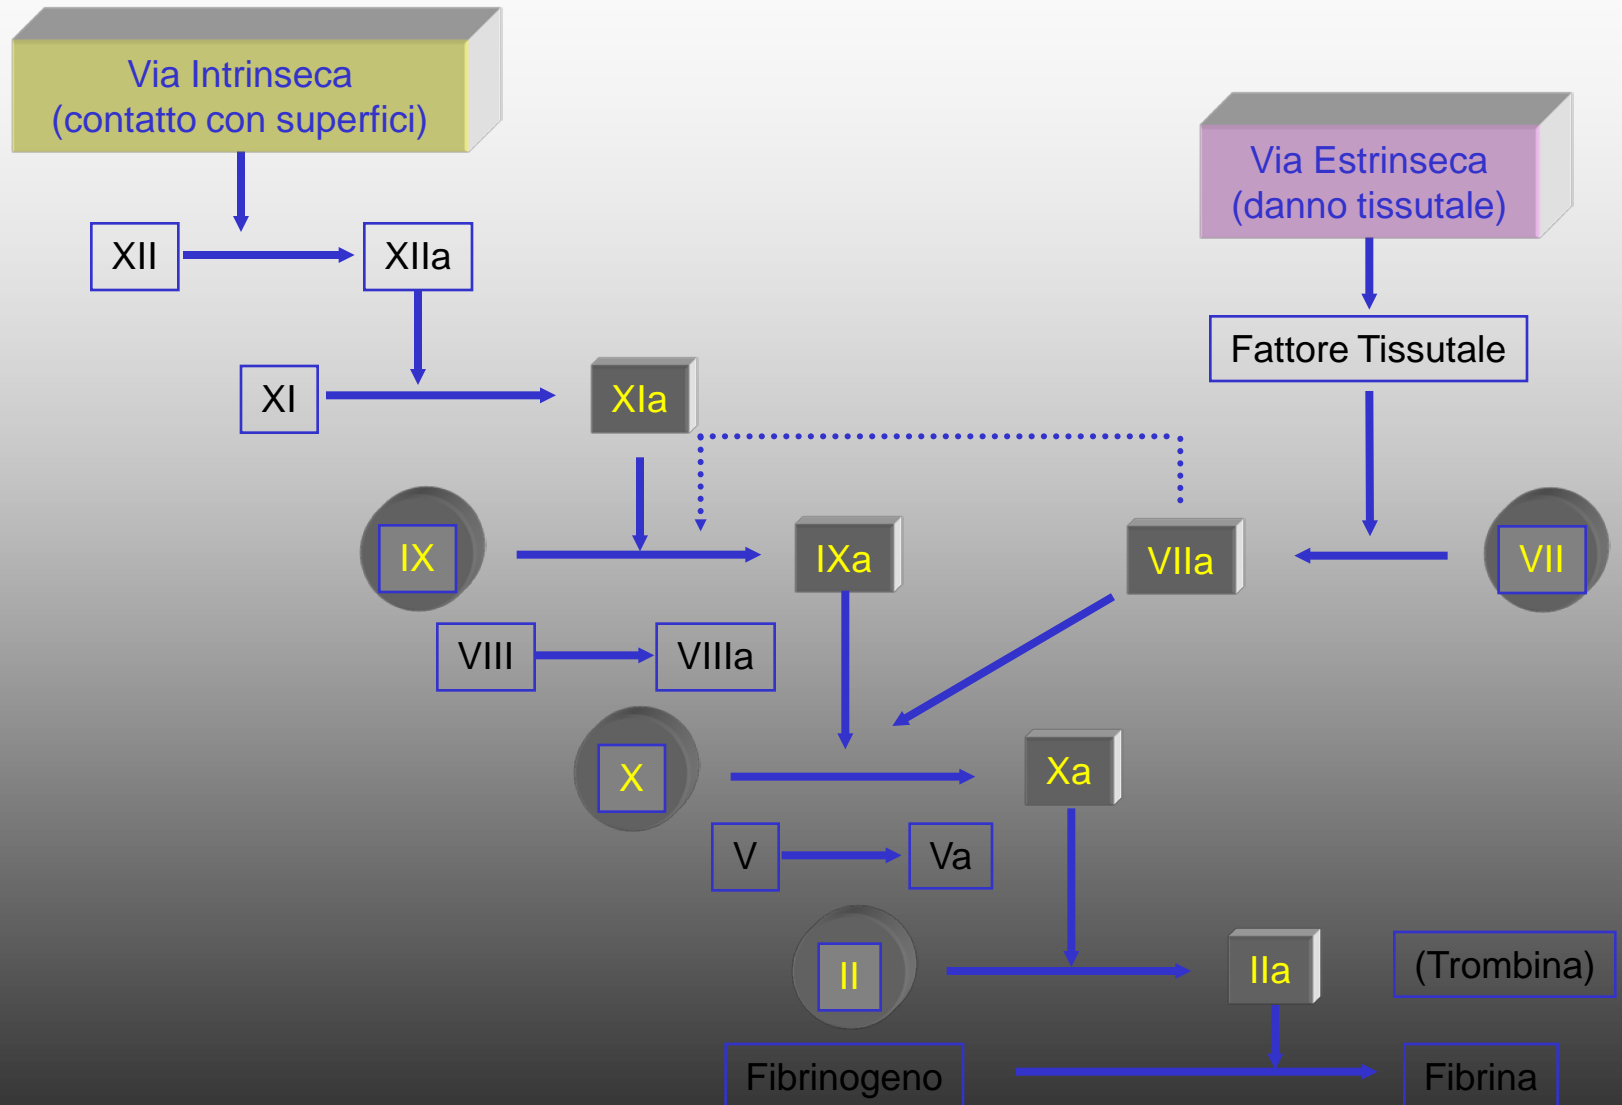 Via Intrinseca
(contatto con superfici)
Via Estrinseca
(danno tissutale)
XII
XIIa
Fattore Tissutale
XI
XIa
IX
IXa
VIIa
VII
VIII
VIIIa
X
Xa
V
Va
II
IIa
(Trombina)
Fibrinogeno
Fibrina